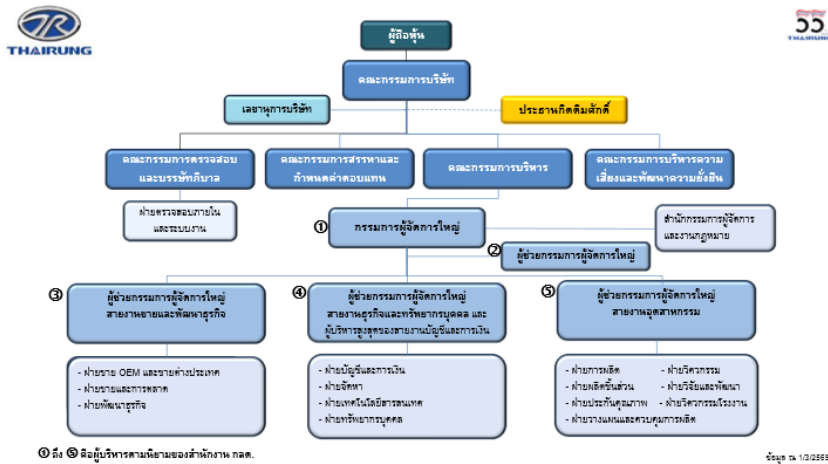 THAIRUNG
ผู้ถือหุ้น
คณะกรรมการบริษัท
เลขานุการบริษัท
ประธานกิตติมศักดิ์
คณะกรรมการตรวจสอบ
และบรรษัทภิบาล
คณะกรรมการสรรหาและ
กำหนดค่าตอบแทน
คณะกรรมการบริหาร
คณะกรรมการบริหารความ
เสี่ยงและพัฒนาความยั่งยืน
ฝ่ายตรวจสอบภายใน
และระบบงาน
① กรรมการผู้จัดการใหญ่
สำนักกรรมการผู้จัดการ
และงานกฎหมาย
② ผู้ช่วยกรรมการผู้จัดการใหญ่
③ ผู้ช่วยกรรมการผู้จัดการใหญ่
สายงานขายและพัฒนาธุรกิจ
④ ผู้ช่วยกรรมการผู้จัดการใหญ่
สายงานธุรกิจและทรัพยากรบุคคล และ
ผู้บริหารสูงสุดของสายงานบัญชีและการเงิน
⑤ ผู้ช่วยกรรมการผู้จัดการใหญ่
สายงานอุตสาหกรรม
- ฝ่ายขาย OEM และขายต่างประเทศ
- ฝ่ายขายและการตลาด
- ฝ่ายพัฒนาธุรกิจ
- ฝ่ายบัญชีและการเงิน
- ฝ่ายจัดหา
- ฝ่ายเทคโนโลยีสารสนเทศ
- ฝ่ายทรัพยากรบุคคล
- ฝ่ายการผลิต - ฝ่ายวิศวกรรม
- ฝ่ายผลิตชิ้นส่วน - ฝ่ายวิจัยและพัฒนา
- ฝ่ายประกันคุณภาพ - ฝ่ายวิศวกรรมโรงงาน
- ฝ่ายวางแผนและควบคุมการผลิต
① ถึง ⑤ คือผู้บริหารตามนิยามของสำนักงาน กลต.
ข้อมูล ณ 1/3/2565